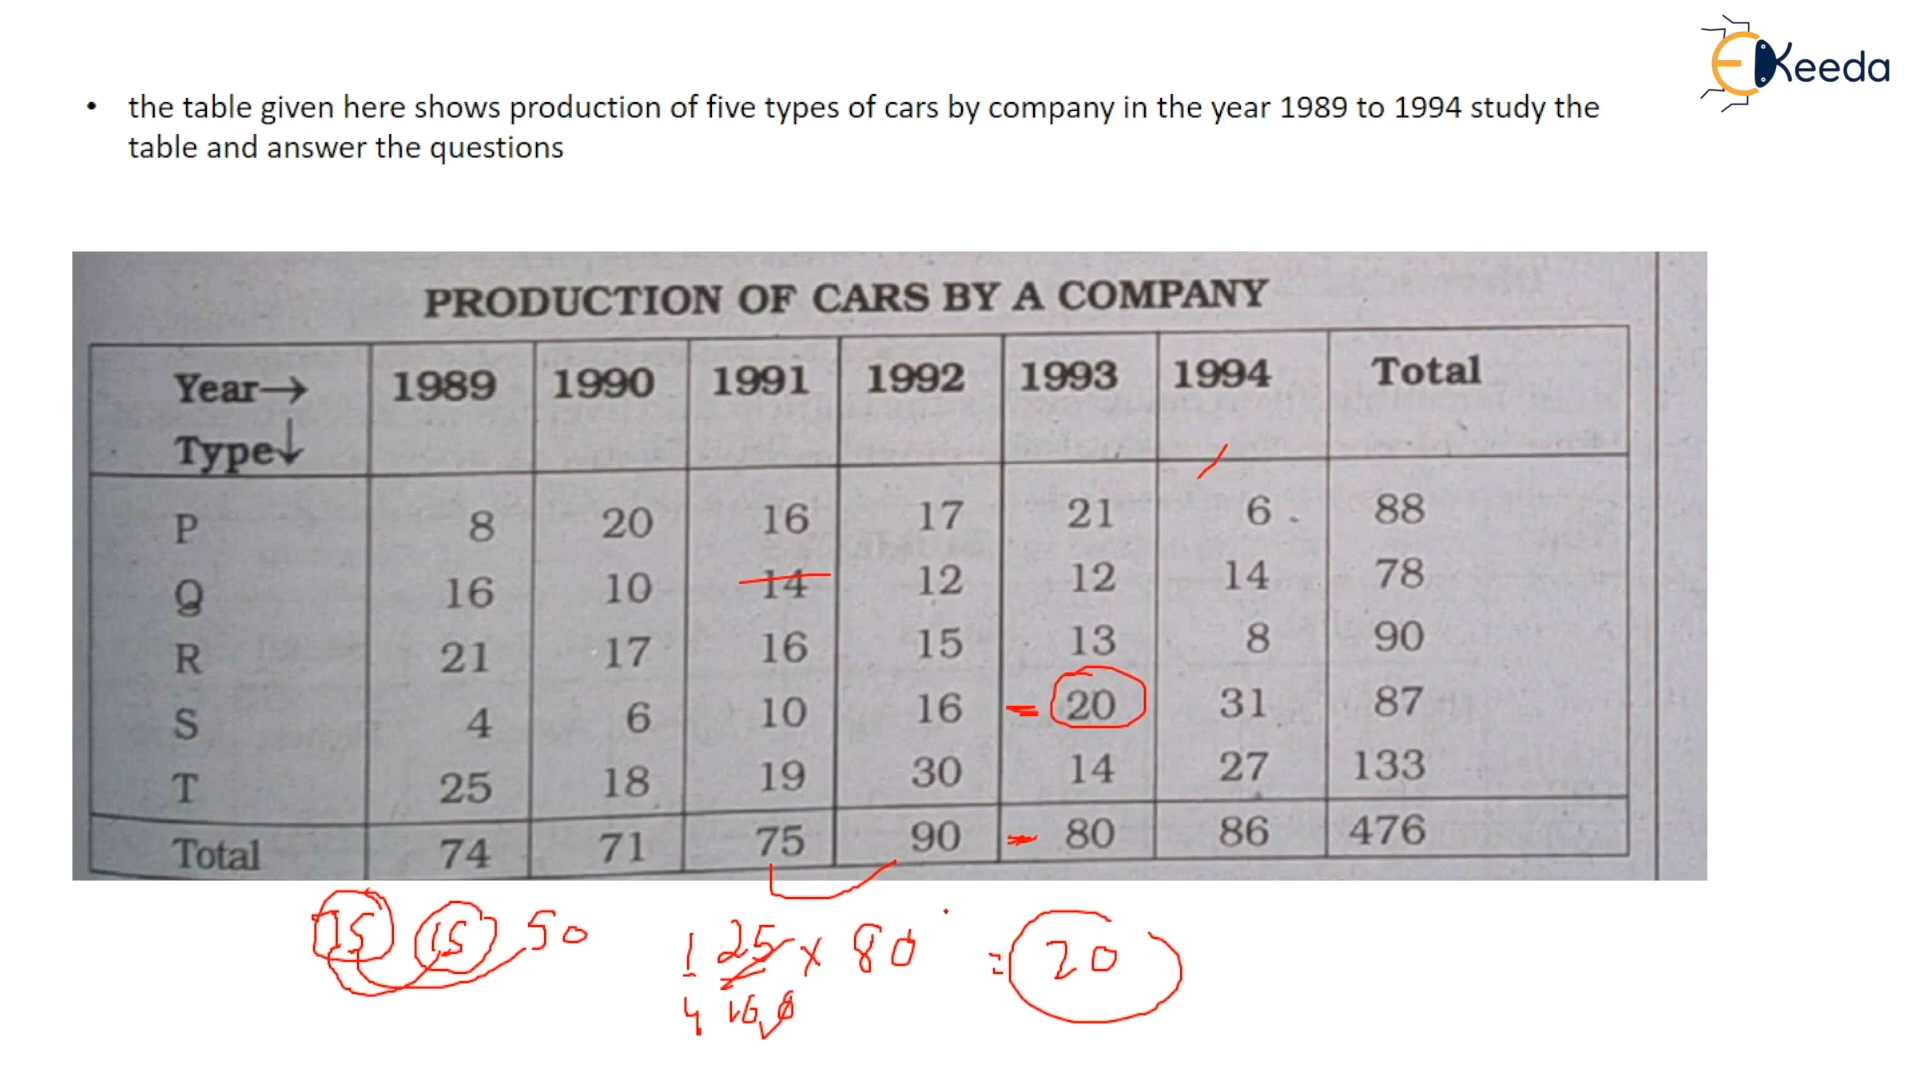 EKeeda
• the table given here shows production of five types of cars by company in the year 1989 to 1994 study the
table and answer the questions
PRODUCTION OF CARS BY A COMPANY
Year→ 1989 1990 1991 1992 1993 1994 Total
Type↓
P 8 20 16 17 21 6 88
Q 16 10 14 12 12 14 78
R 21 17 16 15 13 8 90
S 4 6 10 16 20 31 87
T 25 18 19 30 14 27 133
Total 74 71 75 90 80 86 476
15 50
1 25 x 80 = 20
4